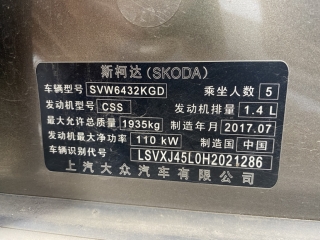 斯柯达(SKODA)
车辆型号 SVW6432KGD 乘坐人数 5
发动机型号 CSS 发动机排量 1.4 L
最大允许总质量 1935kg 制造年月 2017.07
发动机最大净功率 110 kW 制造国 中国
车辆识别代号 LSVXJ45L0H2021286
上汽大众汽车有限公司